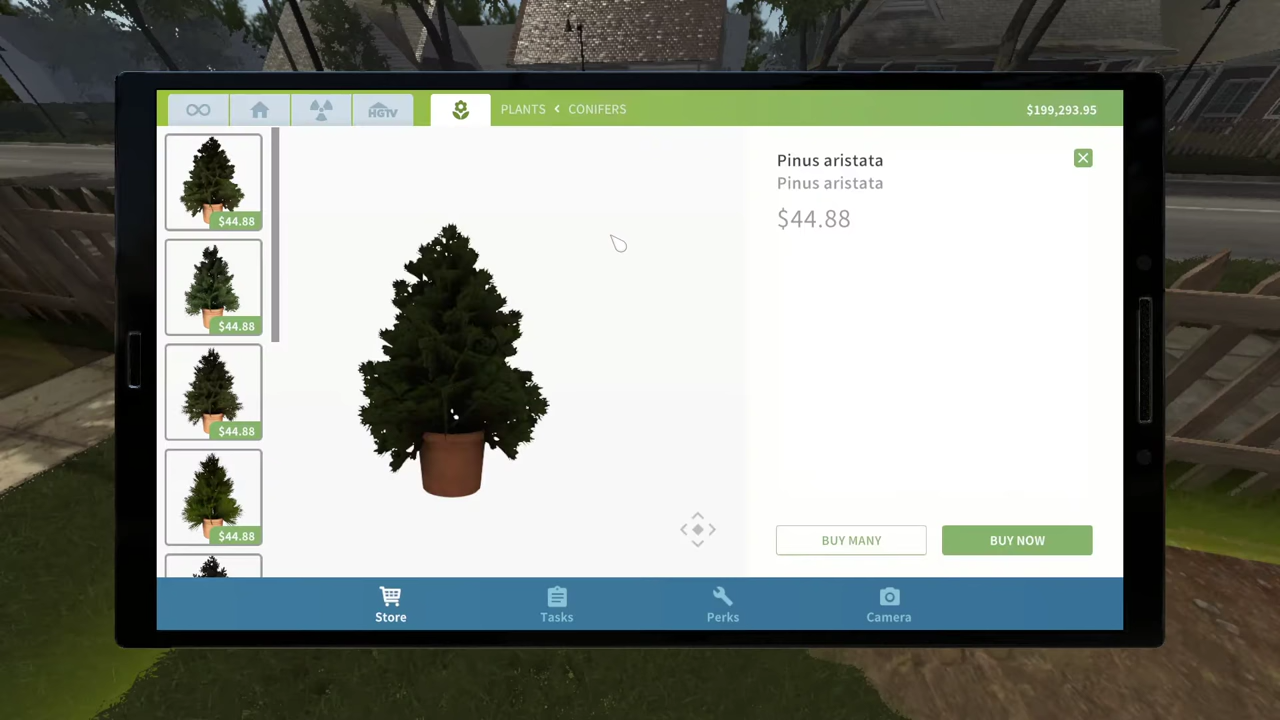 HGTV
PLANTS < CONIFERS
$199,293.95
$44.88
$44.88
$44.88
$44.88
Pinus aristata
Pinus aristata
$44.88
BUY MANY
BUY NOW
Store
Tasks
Perks
Camera